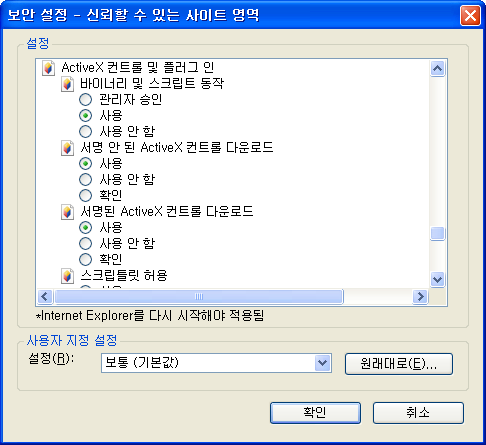 보안 설정 - 신뢰할 수 있는 사이트 영역
설정
ActiveX 컨트롤 및 플러그 인
바이너리 및 스크립트 동작
관리자 승인
사용
사용 안 함
서명 안 된 ActiveX 컨트롤 다운로드
사용
사용 안 함
확인
서명된 ActiveX 컨트롤 다운로드
사용
사용 안 함
확인
스크립틀릿 허용
*Internet Explorer를 다시 시작해야 적용됨
사용자 지정 설정
설정(R): 보통 (기본값) 원래대로(E)...
확인 취소